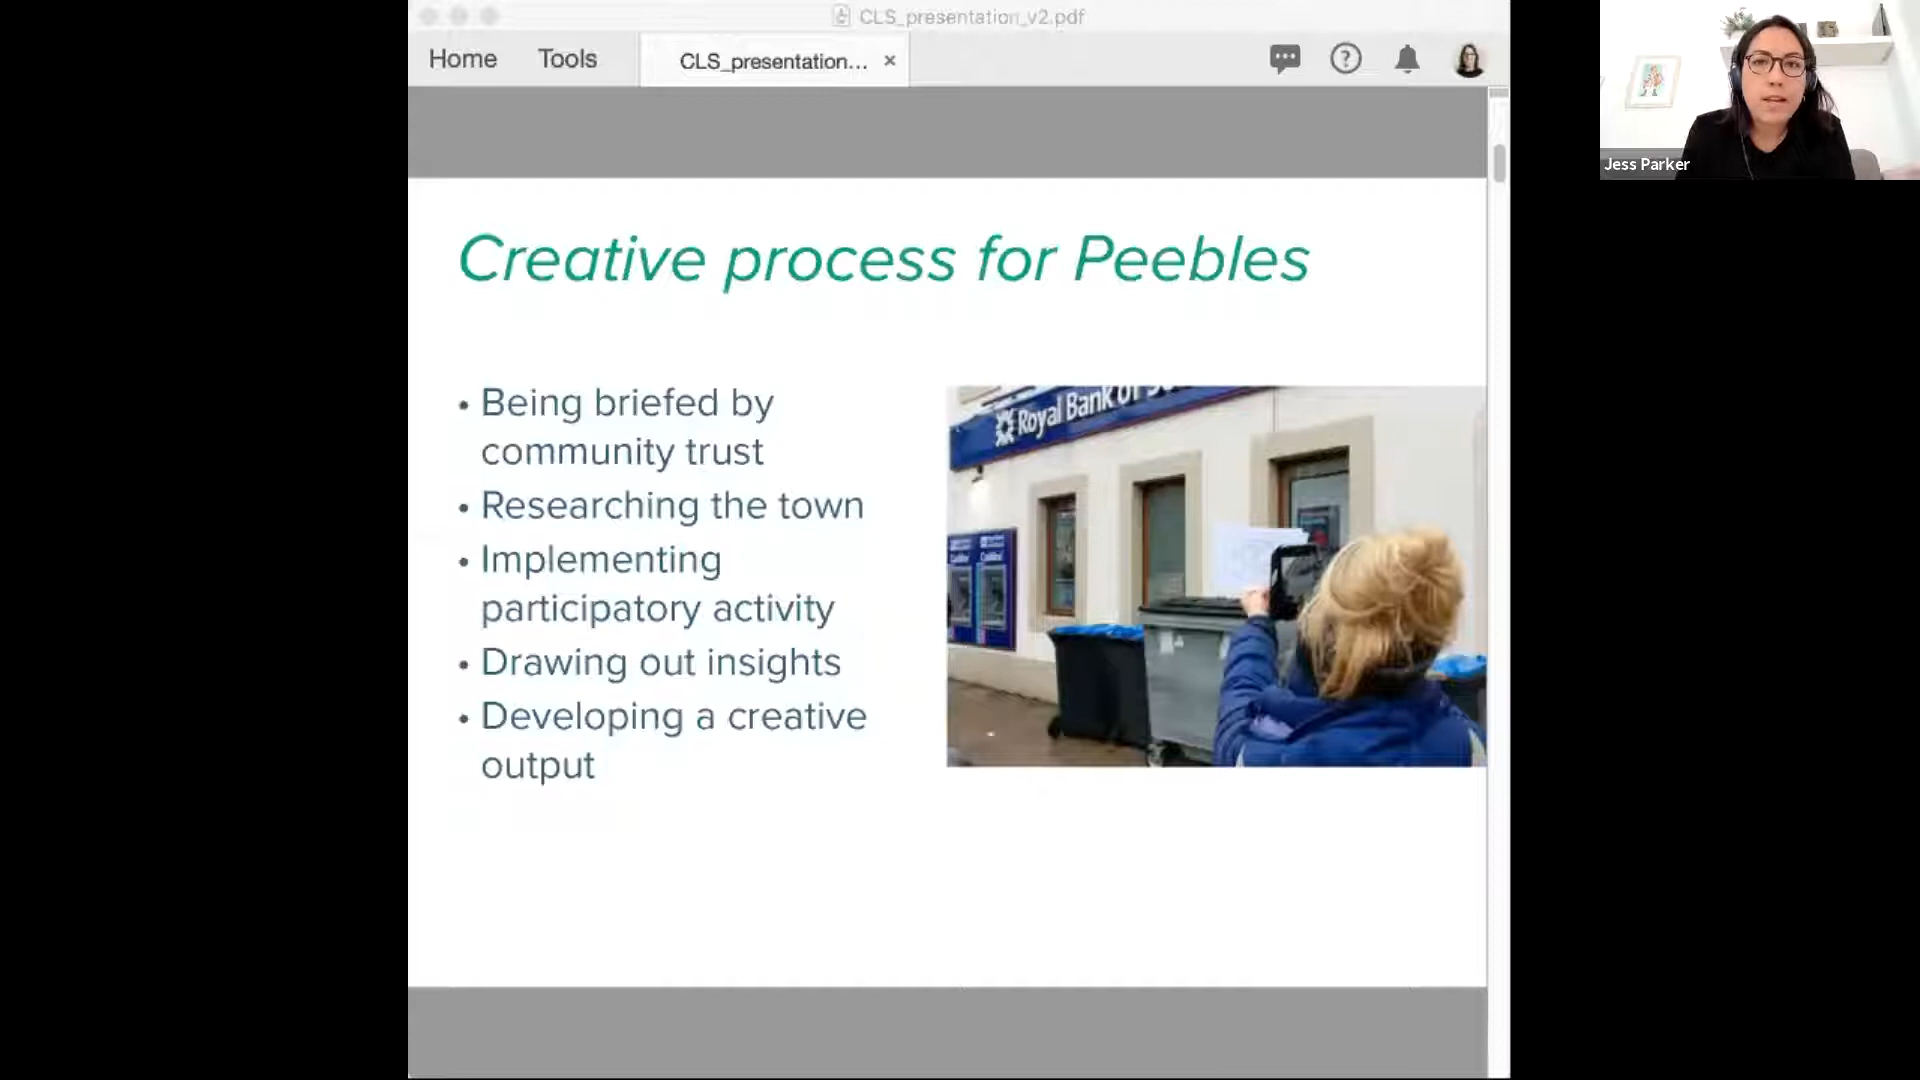 CLS_presentation_v2.pdf
Home
Tools
CLS_presentation...
Jess Parker
Creative process for Peebles
• Being briefed by
community trust
• Researching the town
• Implementing
participatory activity
• Drawing out insights
• Developing a creative
output
Royal Bank of